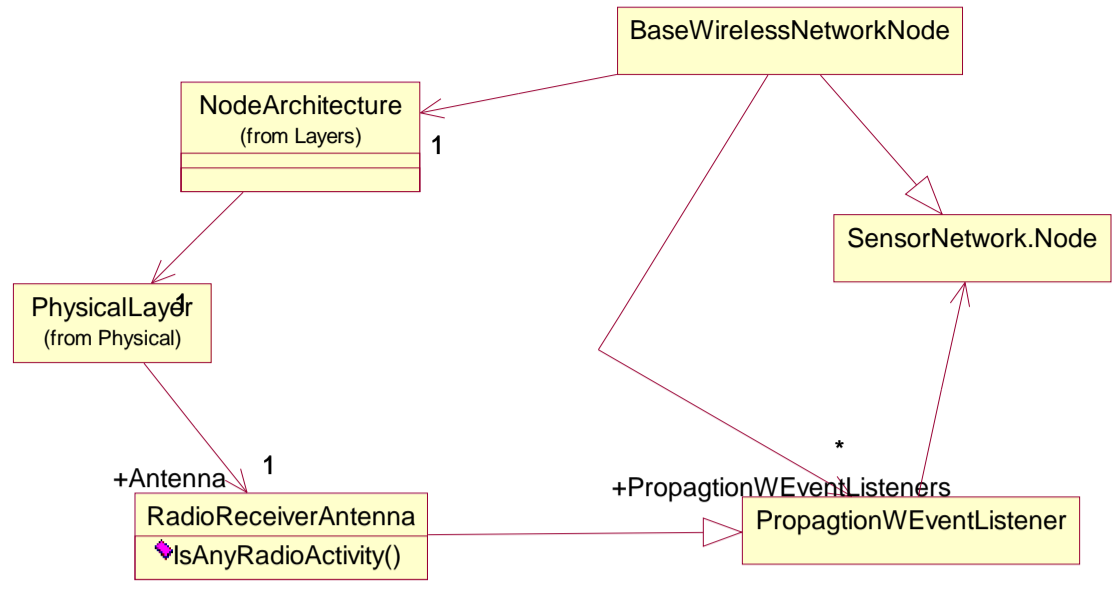 BaseWirelessNetworkNode
NodeArchitecture
(from Layers)
1
SensorNetwork.Node
PhysicalLayer
1
(from Physical)
*
1
+Antenna
+PropagtionWEventListeners
RadioReceiverAntenna
PropagtionWEventListener
IsAnyRadioActivity()